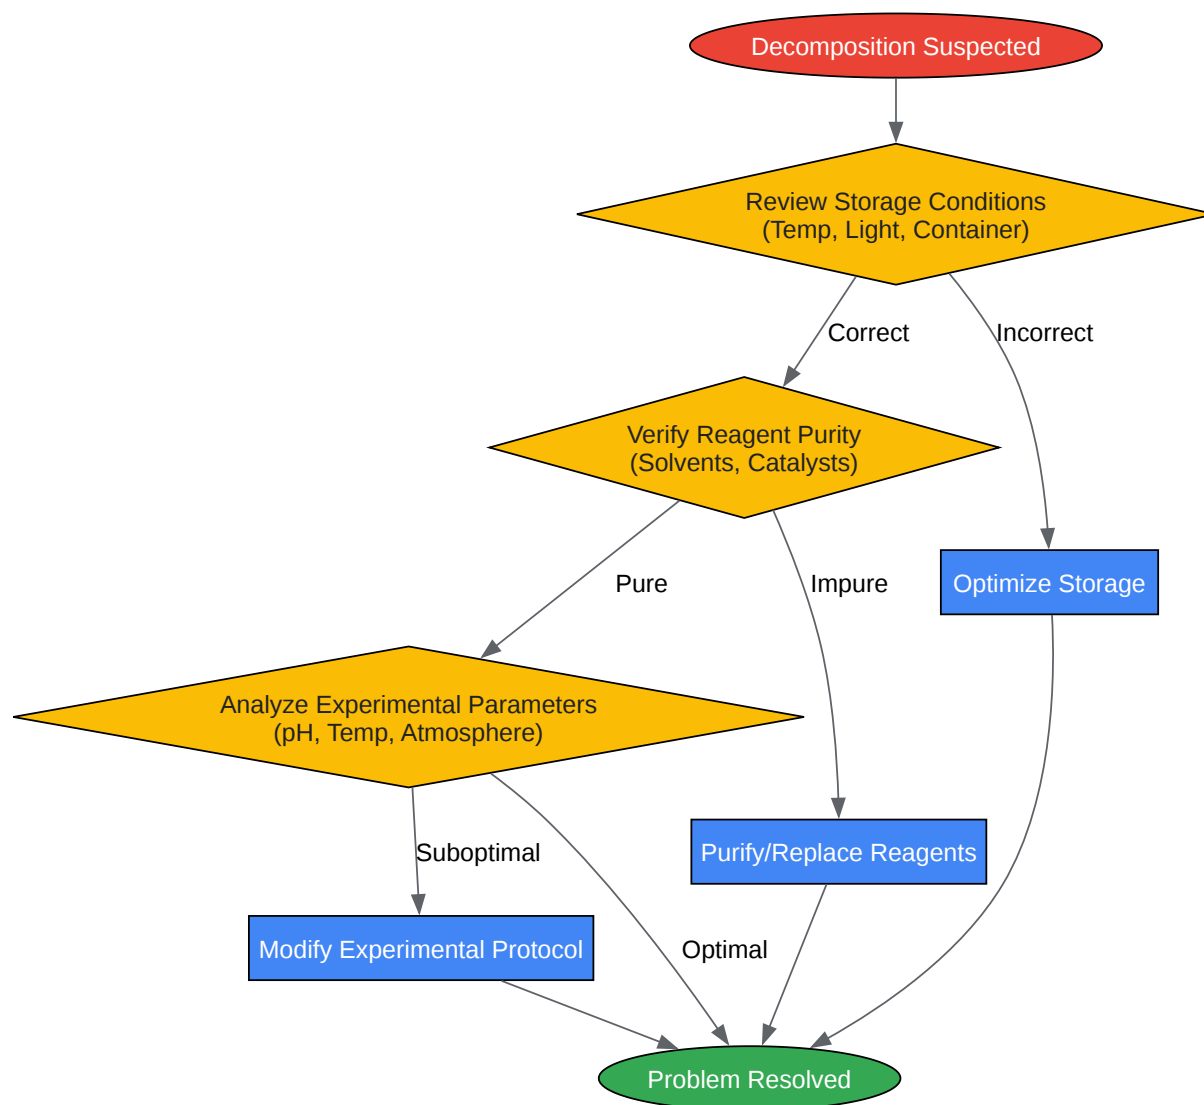 Decomposition Suspected
Review Storage Conditions
(Temp, Light, Container)
Correct
Incorrect
Verify Reagent Purity
(Solvents, Catalysts)
Pure
Impure
Optimize Storage
Analyze Experimental Parameters
(pH, Temp, Atmosphere)
Suboptimal
Purify/Replace Reagents
Modify Experimental Protocol
Optimal
Problem Resolved